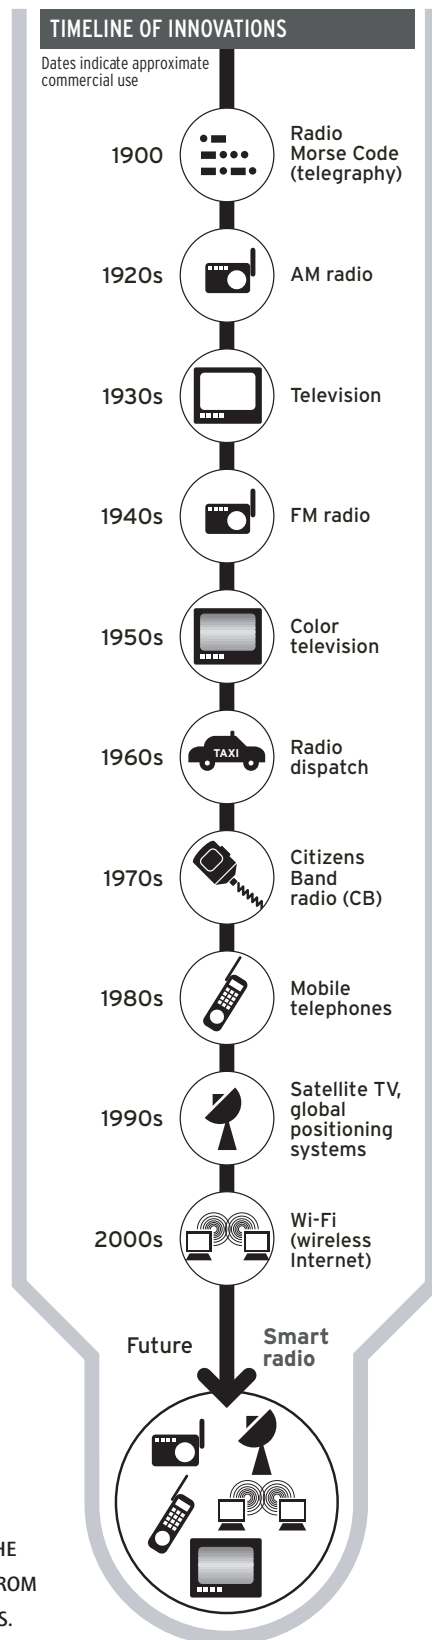 TIMELINE OF INNOVATIONS
Dates indicate approximate
commercial use
1900
Radio
Morse Code
(telegraphy)
1920s
AM radio
1930s
Television
1940s
FM radio
1950s
Color
television
1960s
TAXI
Radio
dispatch
1970s
Citizens
Band
radio (CB)
1980s
Mobile
telephones
1990s
Satellite TV,
global
positioning
systems
2000s
Wi-Fi
(wireless
Internet)
Future
Smart
radio